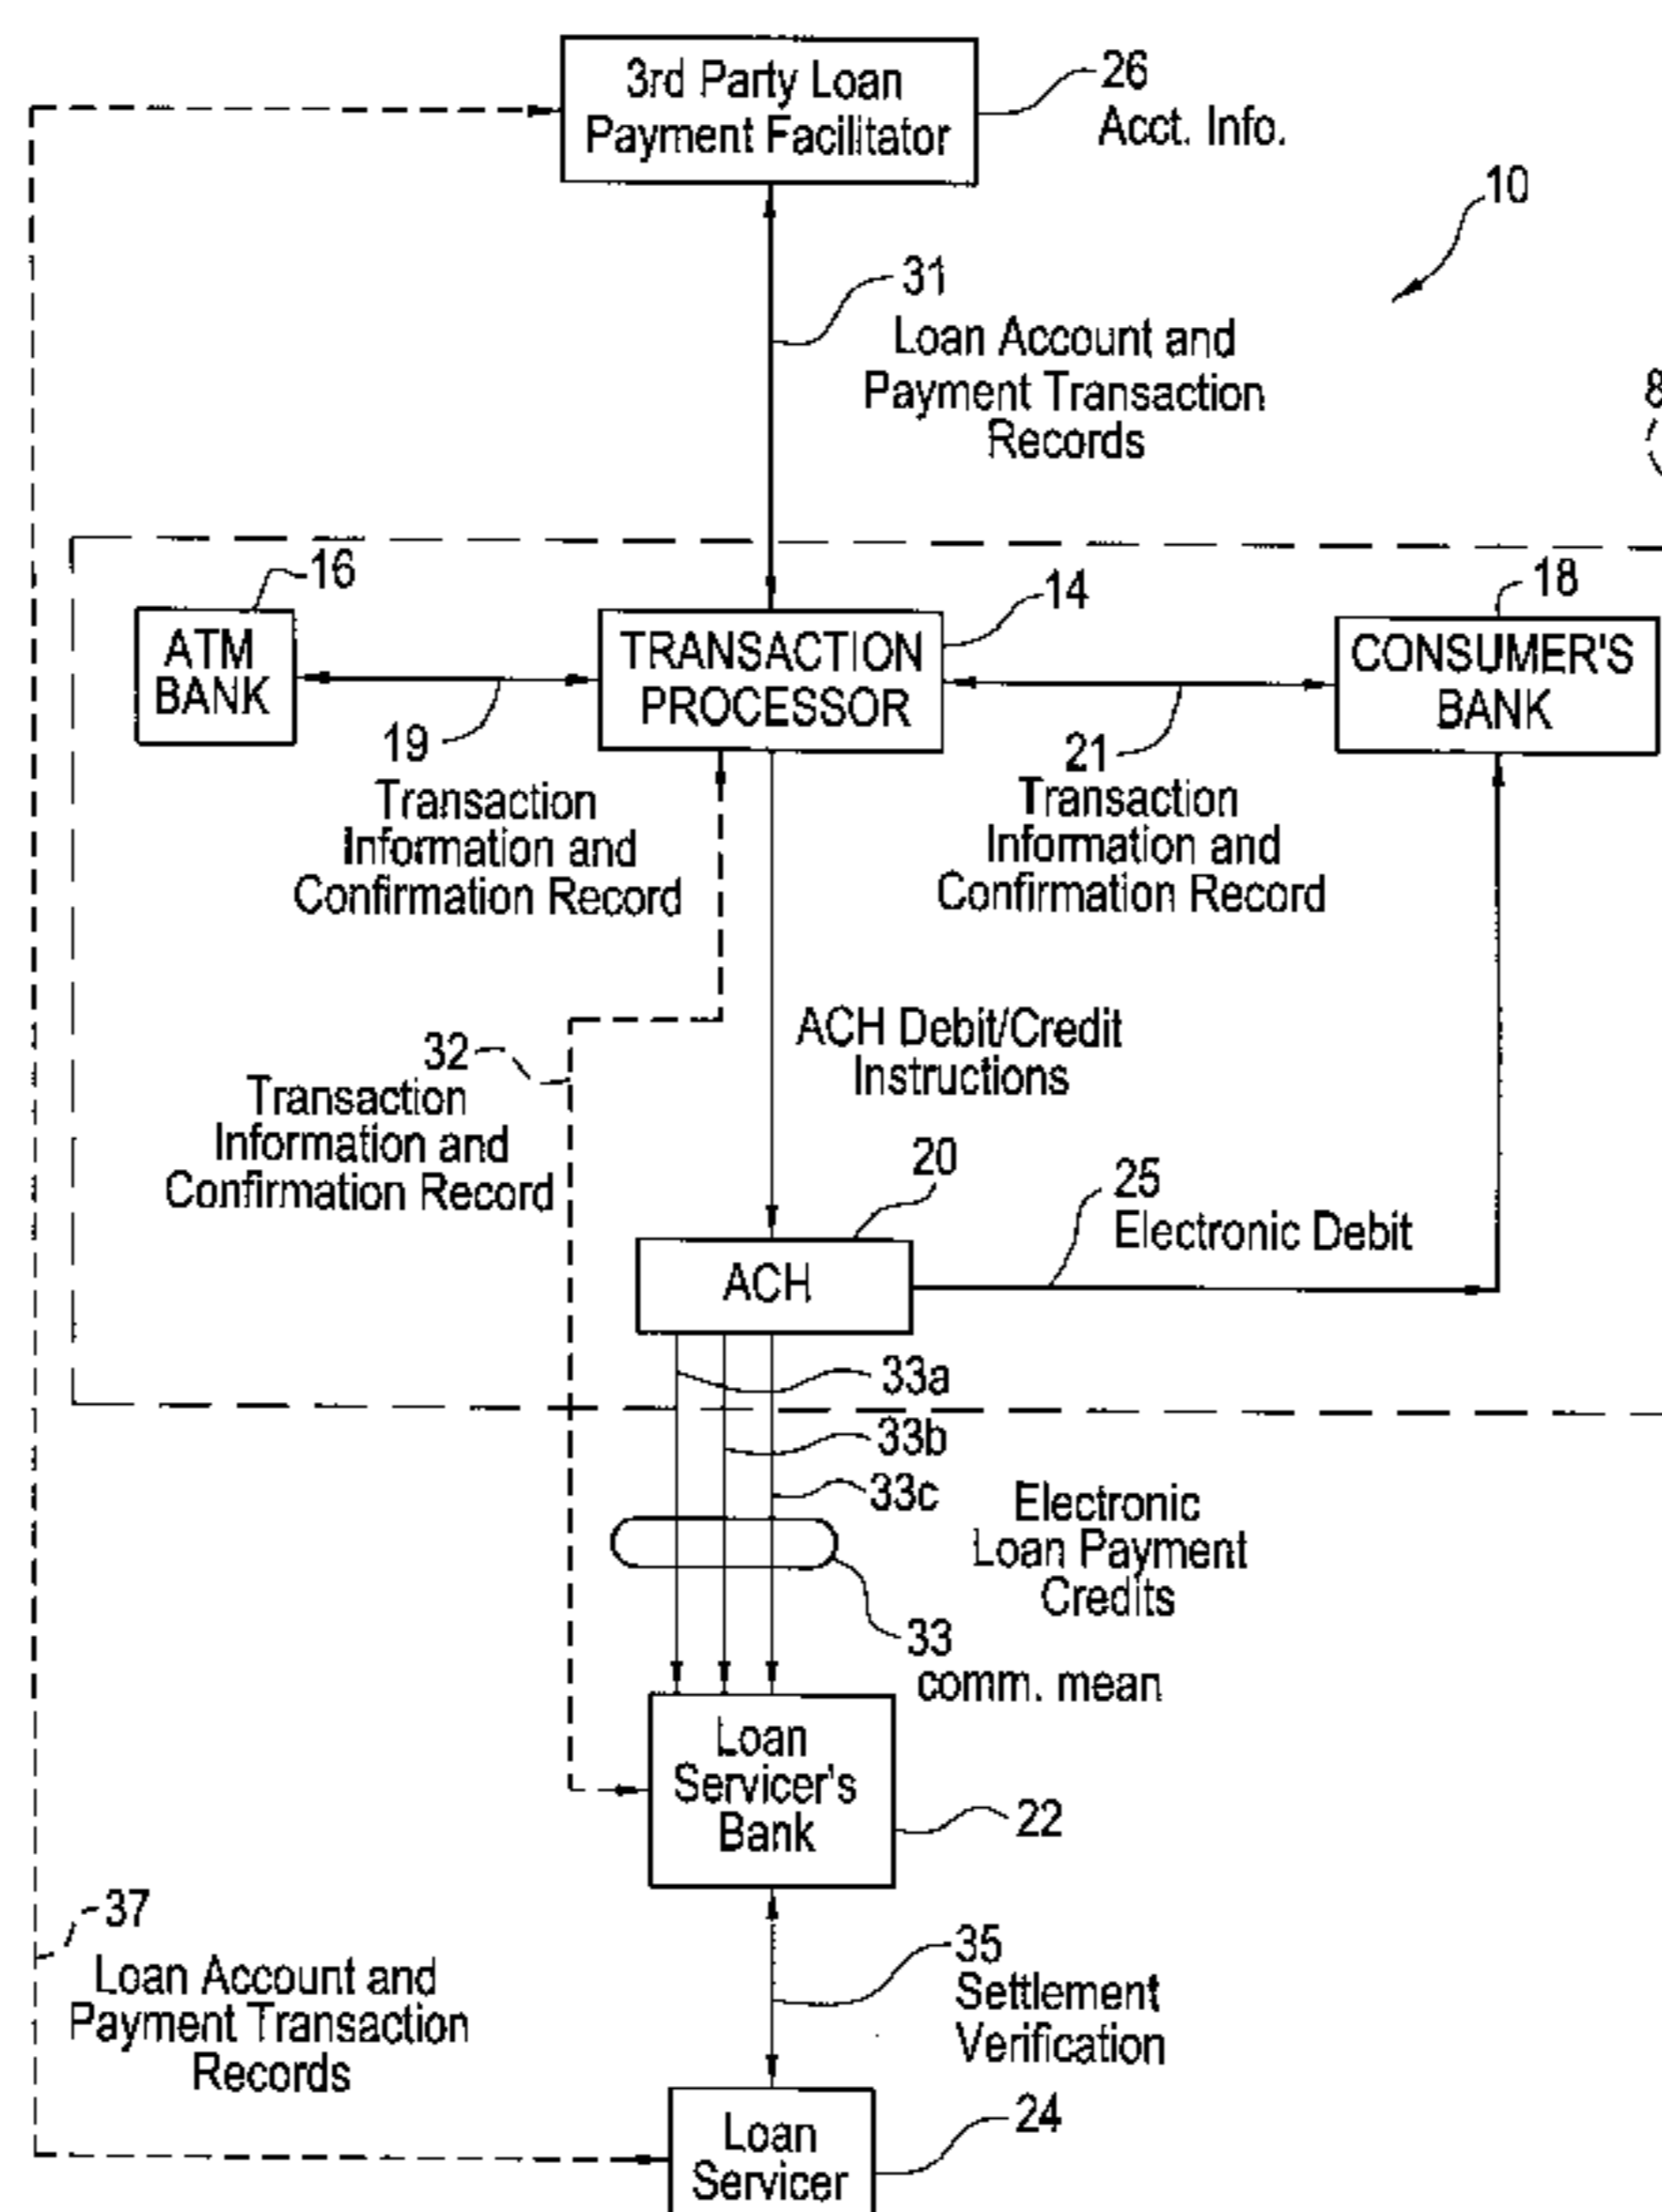 3rd Party Loan
Payment Facilitator
26
Acct. Info.
10
31
Loan Account and
Payment Transaction
Records
8
16
ATM
BANK
14
TRANSACTION
PROCESSOR
18
CONSUMER'S
BANK
19
Transaction
Information and
Confirmation Record
21
Transaction
Information and
Confirmation Record
32
Transaction
Information and
Confirmation Record
ACH Debit/Credit
Instructions
20
ACH
25
Electronic Debit
33a
33b
33c
Electronic
Loan Payment
Credits
33
comm. mean
Loan
Servicer's
Bank
22
37
Loan Account and
Payment Transaction
Records
35
Settlement
Verification
Loan
Servicer
24